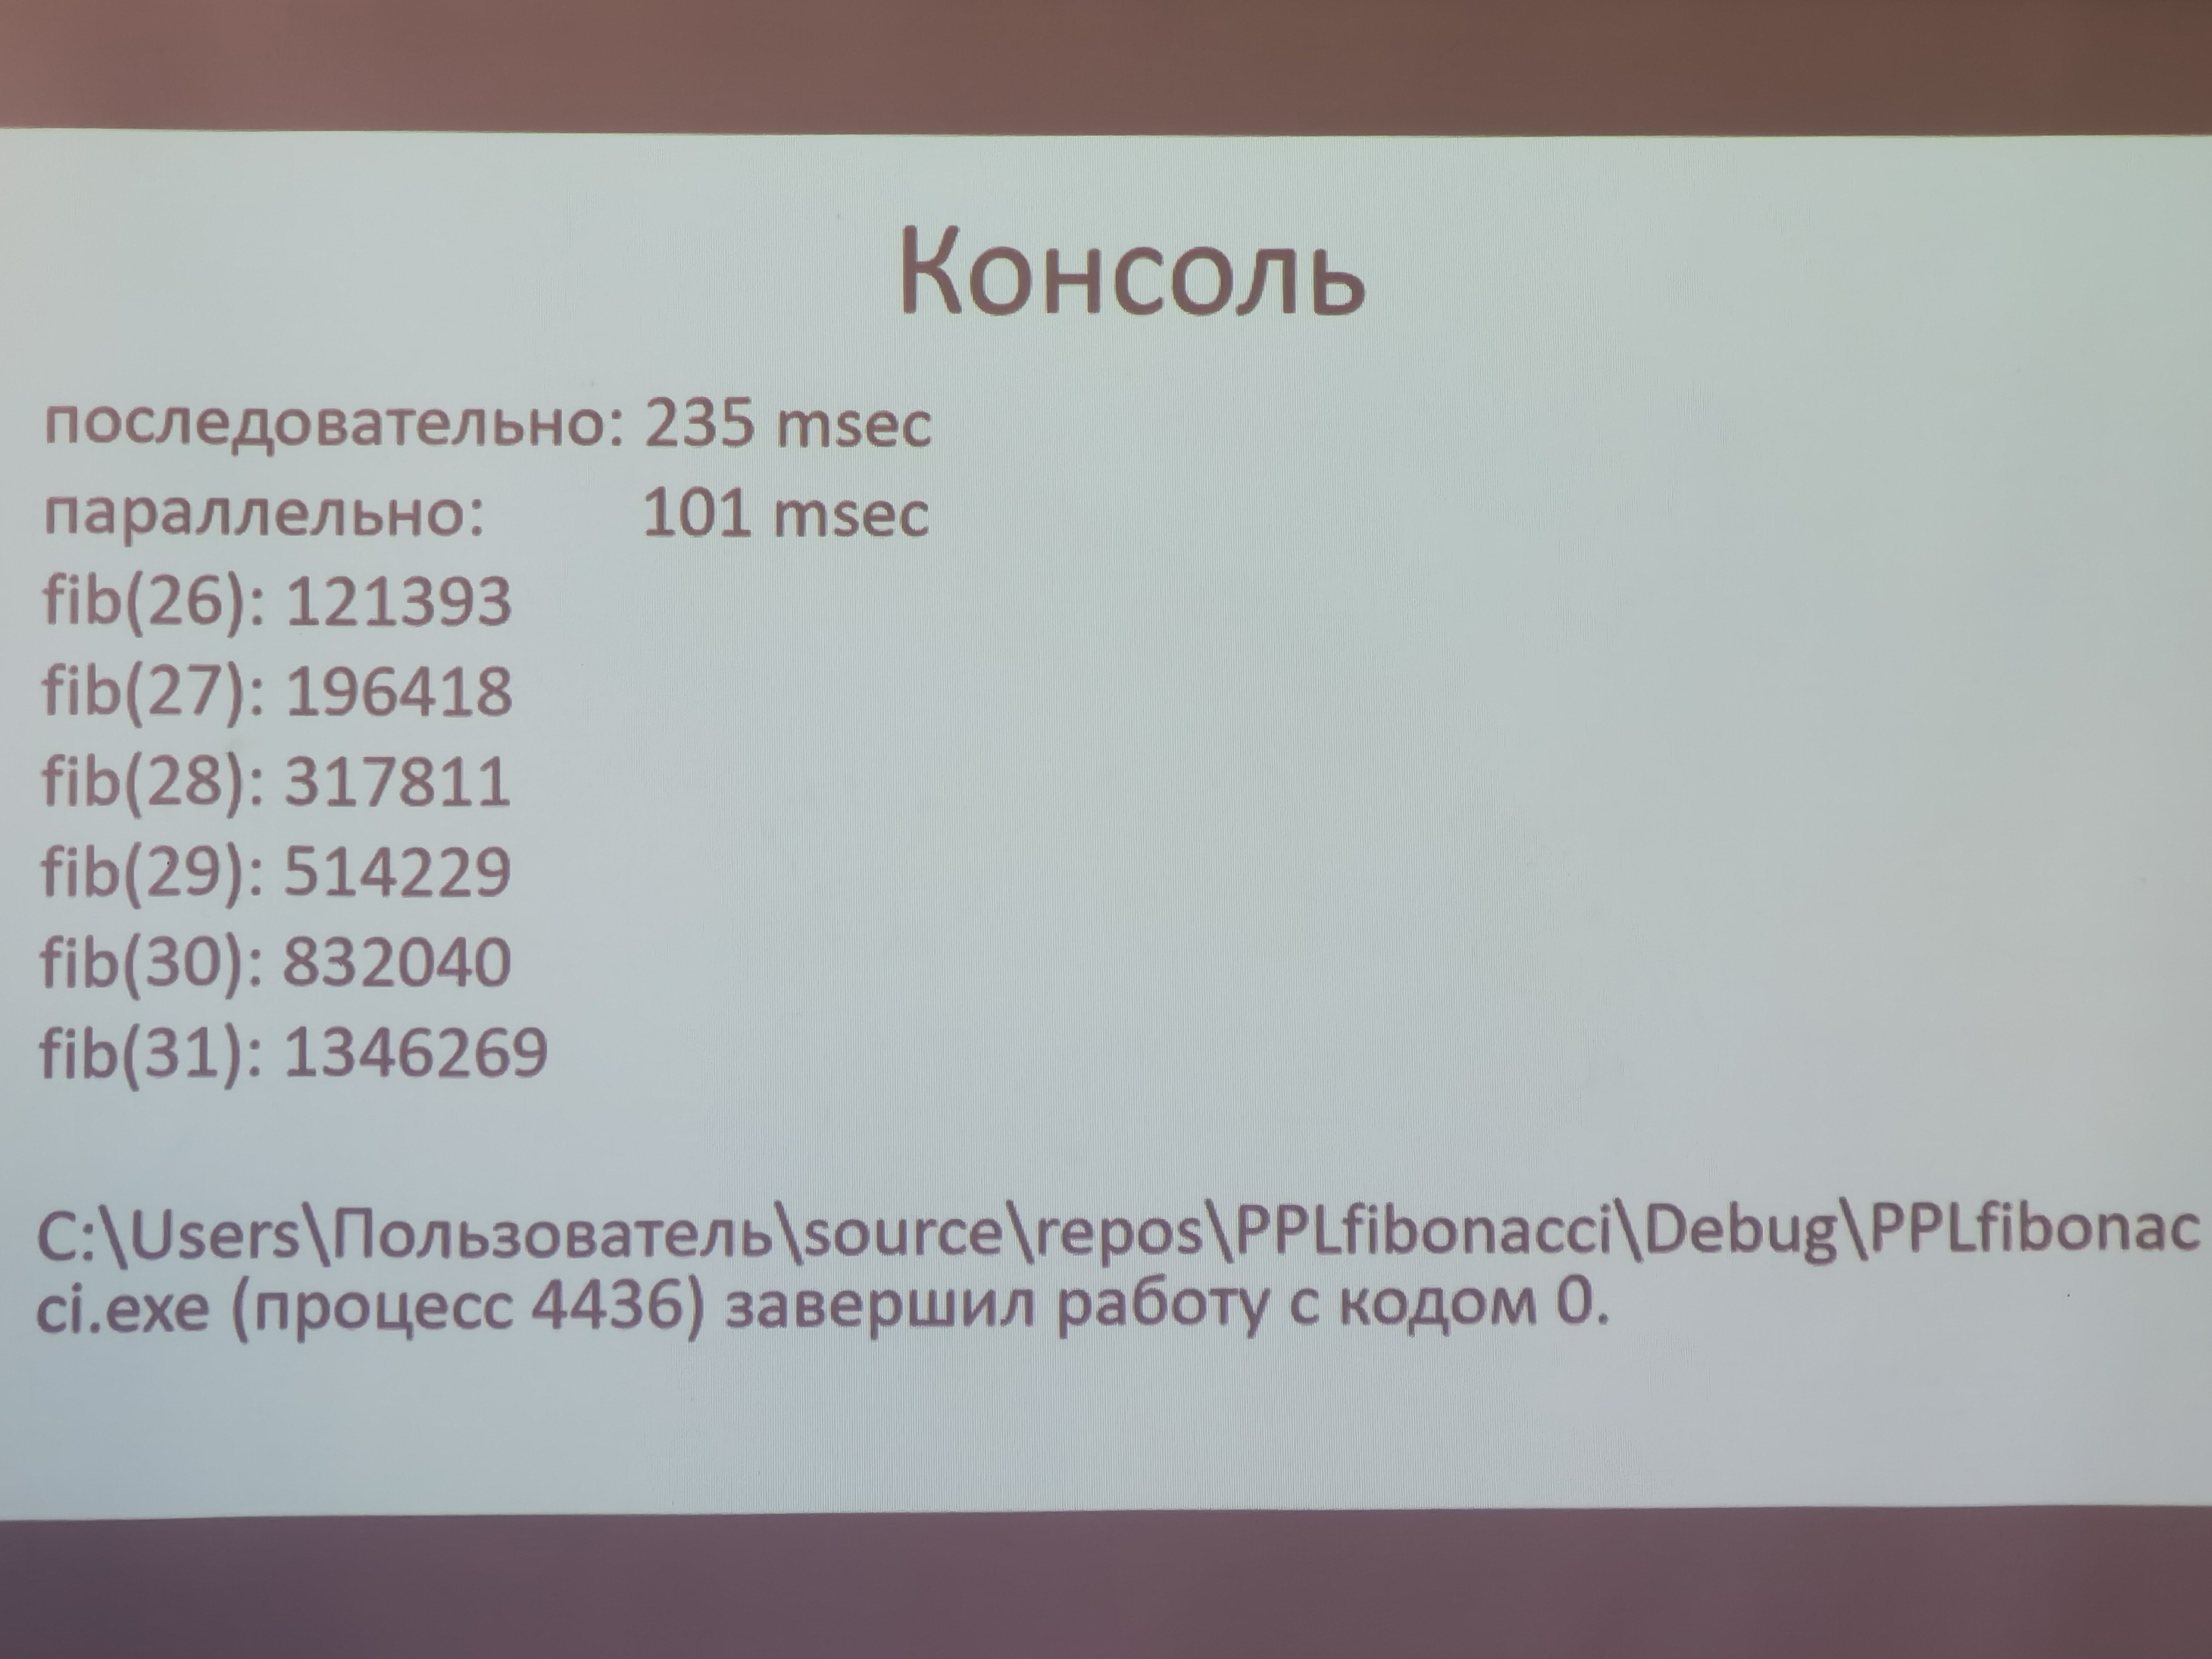 Консоль
последовательно: 235 msec
параллельно: 101 msec
fib(26): 121393
fib(27): 196418
fib(28): 317811
fib(29): 514229
fib(30): 832040
fib(31): 1346269
C:\Users\Пользователь\source\repos\PPLfibonacci\Debug\PPLfibonac
ci.exe (процесс 4436) завершил работу с кодом 0.